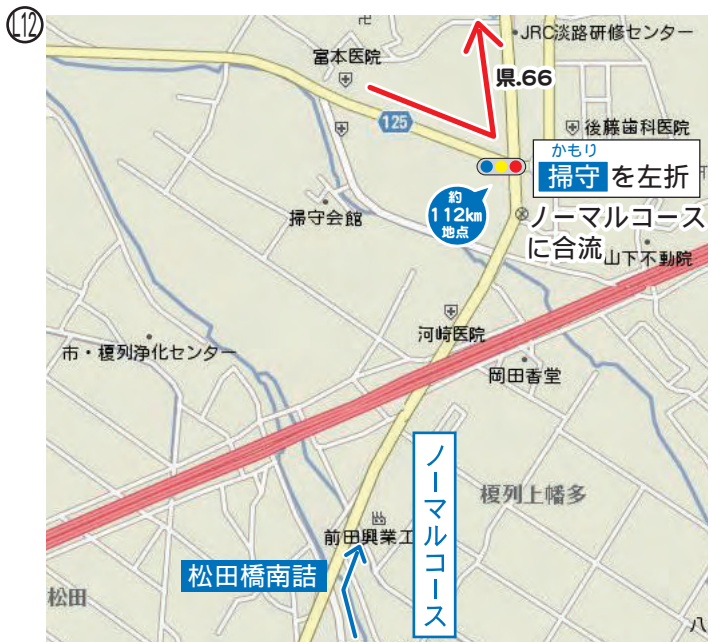 L12
JRC淡路研修センター
富本医院
県.66
125
後藤歯科医院
かもり
掃守 を左折
約
112km
地点
掃守会館
ノーマルコース
に合流
山下不動院
河崎医院
市・榎列浄化センター
岡田香堂
ノーマルコース
榎列上幡多
前田興業工
松田橋南詰
松田
八